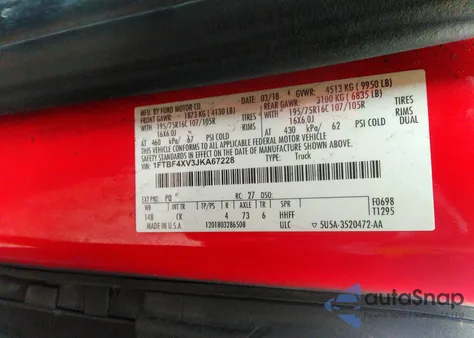 MFD. BY FORD MOTOR CO.
03/18 GVWR: 4513 KG ( 9950 LB)
FRONT GAWR: 1873 KG ( 4130 LB)
REAR GAWR: 3100 KG ( 6835 LB)
195/75R16C 107/105R
195/75R16C 107/105R
TIRES
16X6.0J
16X6.0J
RIMS
AT 460 kPa/ 67 PSI COLD
AT 430 kPa/ 62 PSI COLD DUAL
THIS VEHICLE CONFORMS TO ALL APPLICABLE FEDERAL MOTOR VEHICLE
SAFETY STANDARDS IN EFFECT ON THE DATE OF MANUFACTURE SHOWN ABOVE.
VIN: 1FTBF4XV3JKA67228
TYPE: Truck
EXT PNT: PQ RC: 27 DSO: F0698
WB INT TR TP/PS R AXLE TR SPR T1295
148 CK 4 73 6 HHFF
1201803286508 ULC 5U5A-3520472-AA
autoSnap